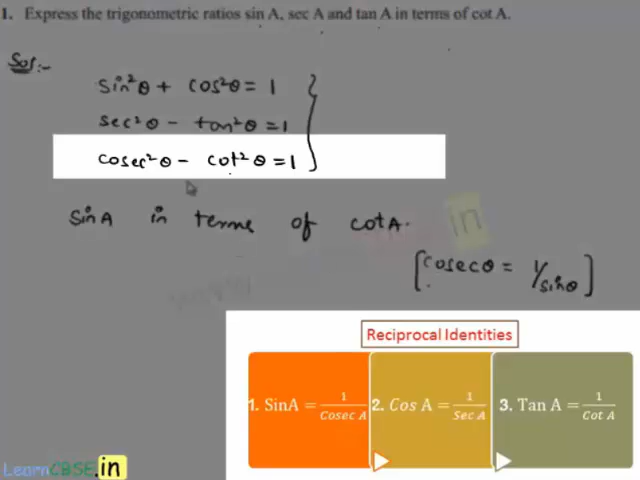 1. Express the trigonometric ratios sin A, sec A and tan A in terms of cot A.
Sol:-
sin²θ + cos²θ = 1
sec²θ - tan²θ = 1
cosec²θ - cot²θ = 1
sinA in terms of cotA.
[cosecθ = 1/sinθ]
Reciprocal Identities
1. SinA = 1/Cosec A 2. Cos A = 1/Sec A 3. Tan A = 1/Cot A
LearnCBSE.in